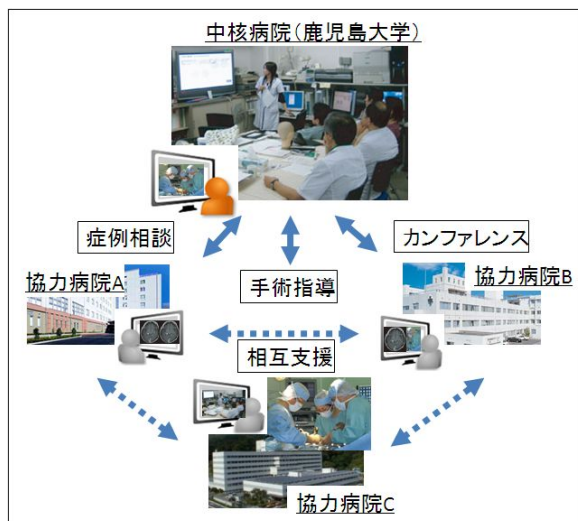 中核病院（鹿児島大学）
症例相談
カンファレンス
協力病院A
手術指導
協力病院B
相互支援
協力病院C